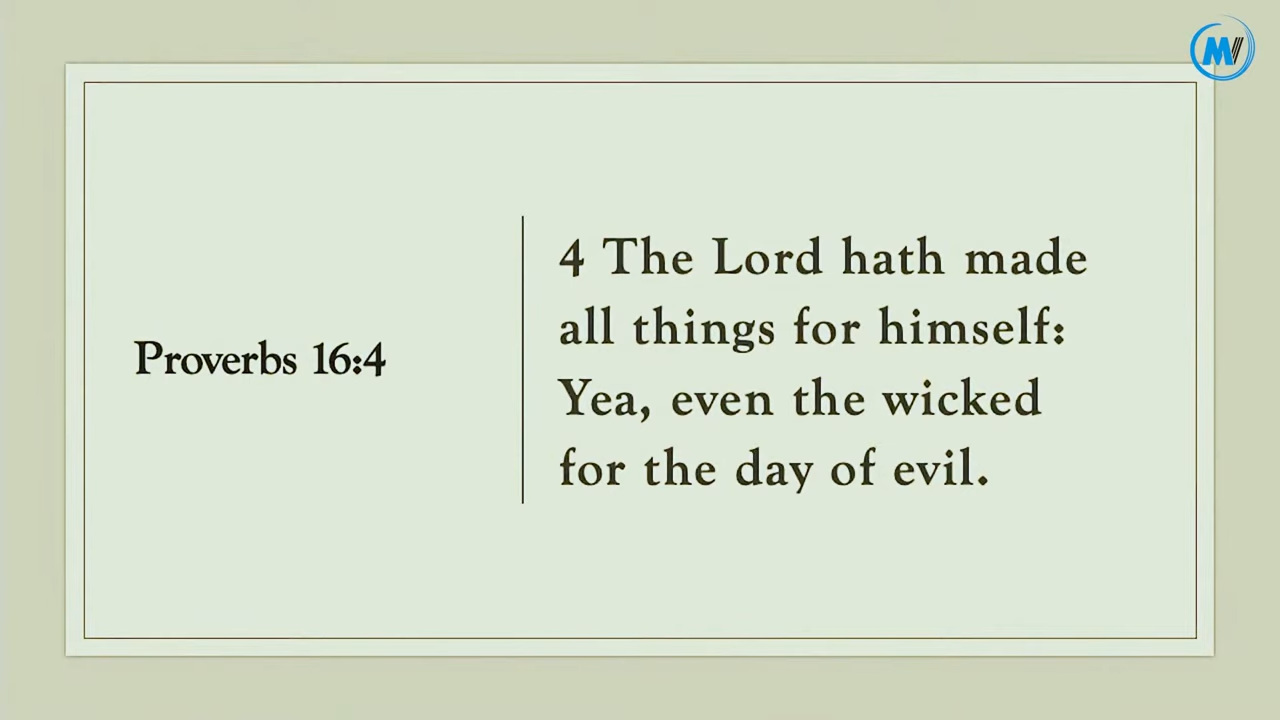 Proverbs 16:4
4 The Lord hath made
all things for himself:
Yea, even the wicked
for the day of evil.
MV